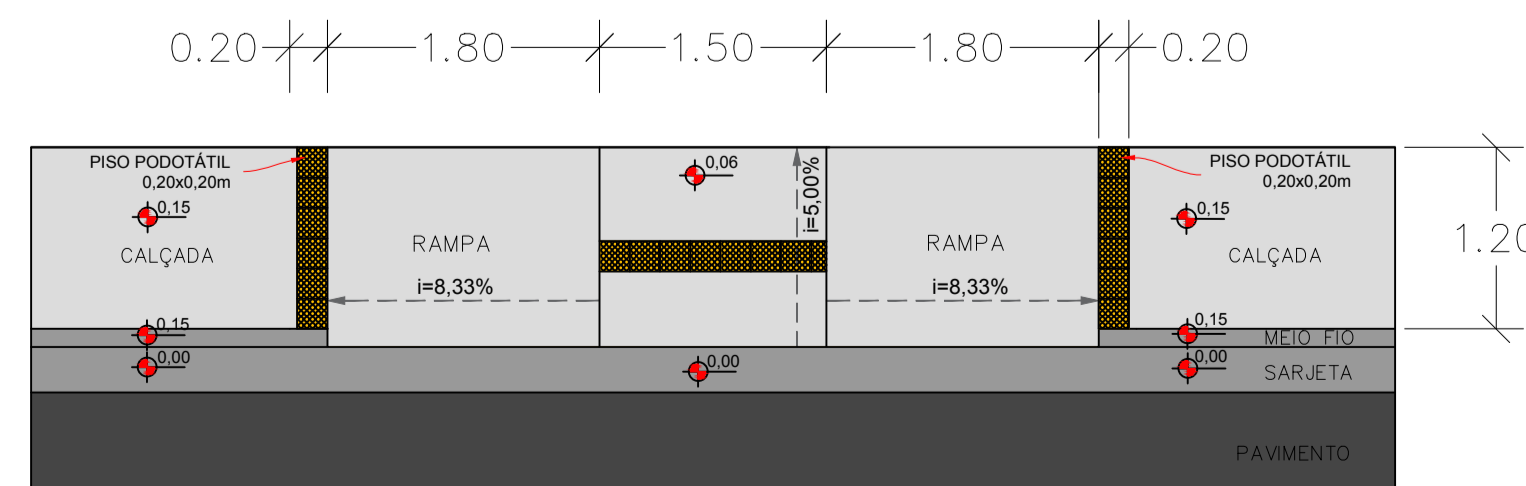 0.20
1.80
1.50
1.80
0.20
PISO PODOTÁTIL
0,20x0,20m
0,06
i=5,00%
PISO PODOTÁTIL
0,20x0,20m
0,15
0,15
CALÇADA
RAMPA
RAMPA
CALÇADA
1.20
i=8,33%
i=8,33%
0,15
0,15
MEIO FIO
0,00
0,00
0,00
SARJETA
PAVIMENTO